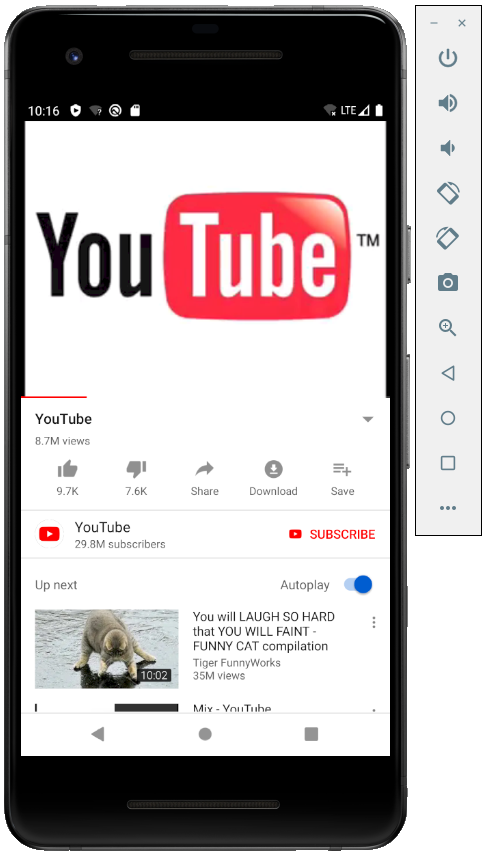 10:16 LTE
YouTube™
YouTube
8.7M views
9.7K 7.6K Share Download Save
YouTube
29.8M subscribers
SUBSCRIBE
Up next Autoplay
You will LAUGH SO HARD
that YOU WILL FAINT -
FUNNY CAT compilation
Tiger FunnyWorks
35M views
10:02
Mix - YouTube